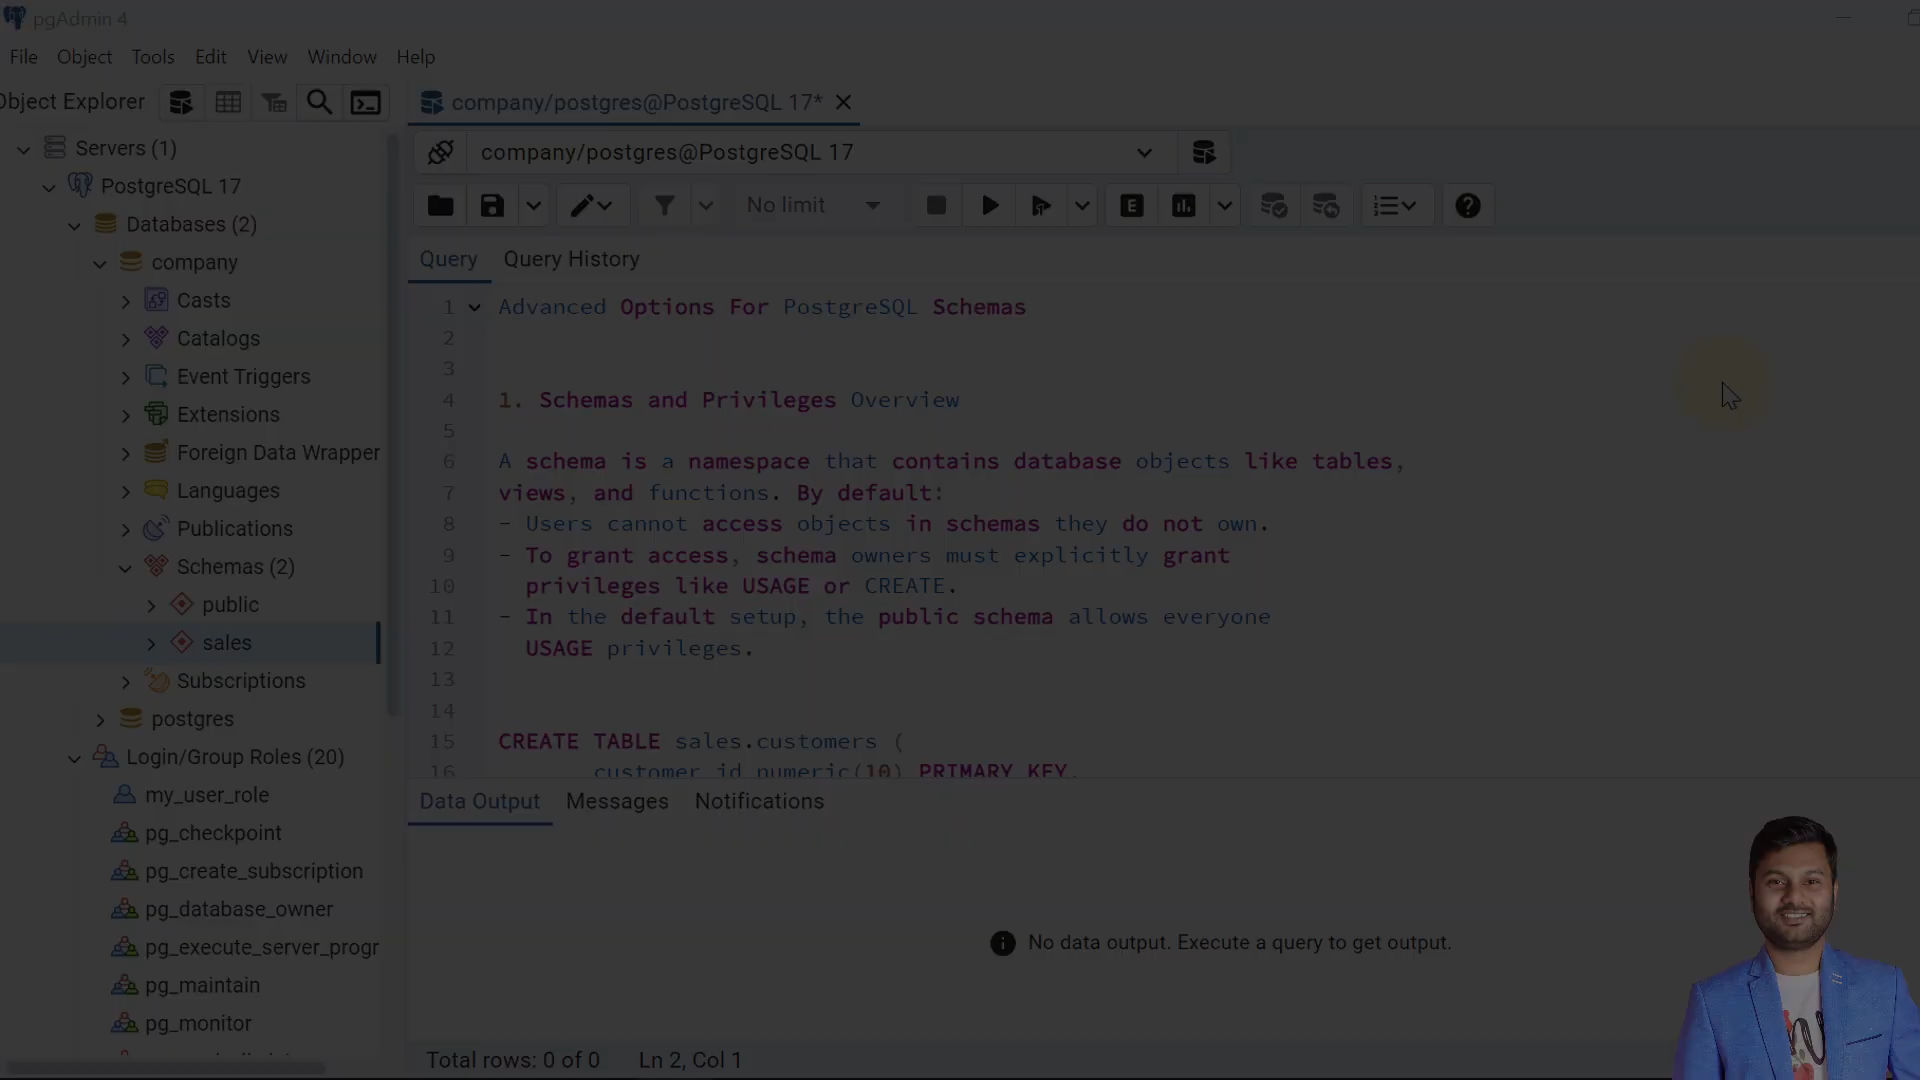 pgAdmin 4
File Object Tools Edit View Window Help
Object Explorer
company/postgres@PostgreSQL 17*
company/postgres@PostgreSQL 17
No limit
Query Query History
Servers (1)
PostgreSQL 17
Databases (2)
company
Casts
Catalogs
Event Triggers
Extensions
Foreign Data Wrapper
Languages
Publications
Schemas (2)
public
sales
Subscriptions
postgres
Login/Group Roles (20)
my_user_role
pg_checkpoint
pg_create_subscription
pg_database_owner
pg_execute_server_progr
pg_maintain
pg_monitor
1 Advanced Options For PostgreSQL Schemas
2
3
4 1. Schemas and Privileges Overview
5
6 A schema is a namespace that contains database objects like tables,
7 views, and functions. By default:
8 - Users cannot access objects in schemas they do not own.
9 - To grant access, schema owners must explicitly grant
10 privileges like USAGE or CREATE.
11 - In the default setup, the public schema allows everyone
12 USAGE privileges.
13
14
15 CREATE TABLE sales.customers (
16 customer_id numeric(10) PRIMARY KEY,
Data Output Messages Notifications
No data output. Execute a query to get output.
Total rows: 0 of 0 Ln 2, Col 1